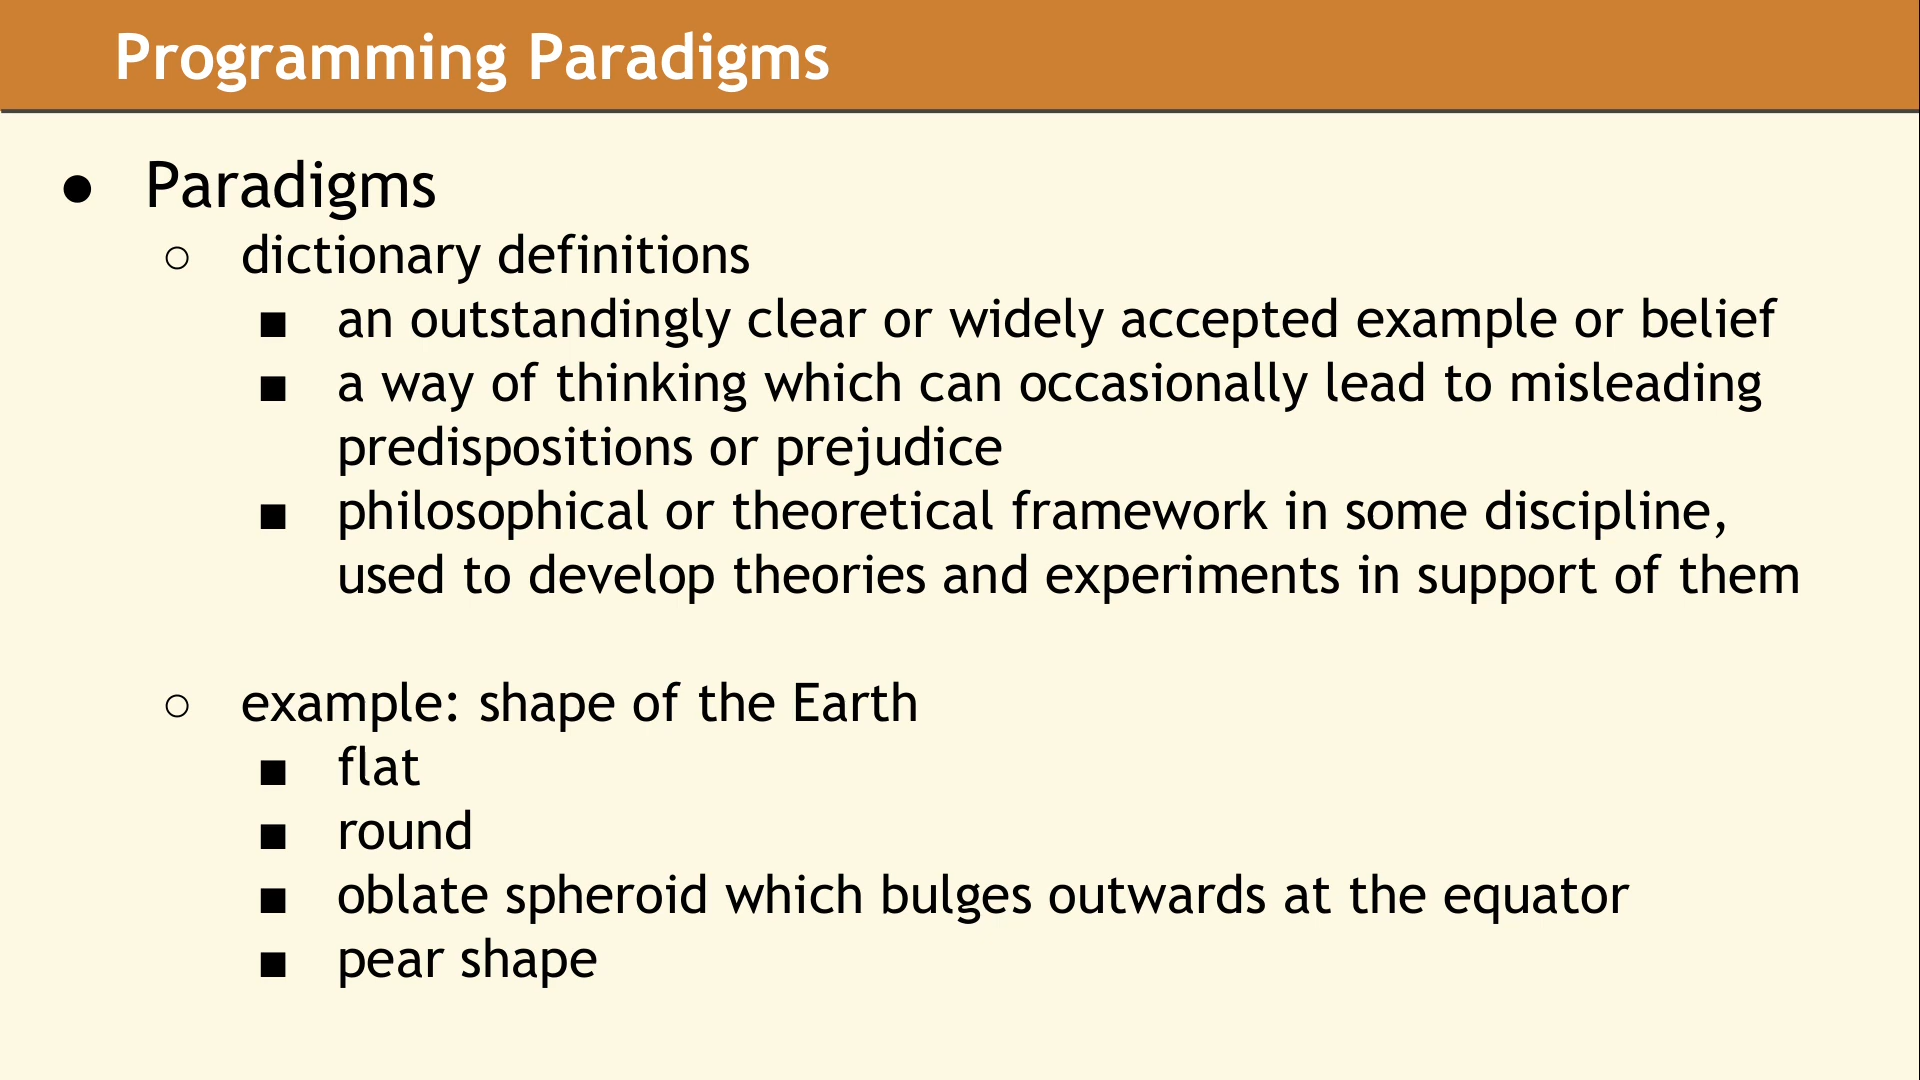 Programming Paradigms
● Paradigms
○ dictionary definitions
■ an outstandingly clear or widely accepted example or belief
■ a way of thinking which can occasionally lead to misleading
predispositions or prejudice
■ philosophical or theoretical framework in some discipline,
used to develop theories and experiments in support of them
○ example: shape of the Earth
■ flat
■ round
■ oblate spheroid which bulges outwards at the equator
■ pear shape